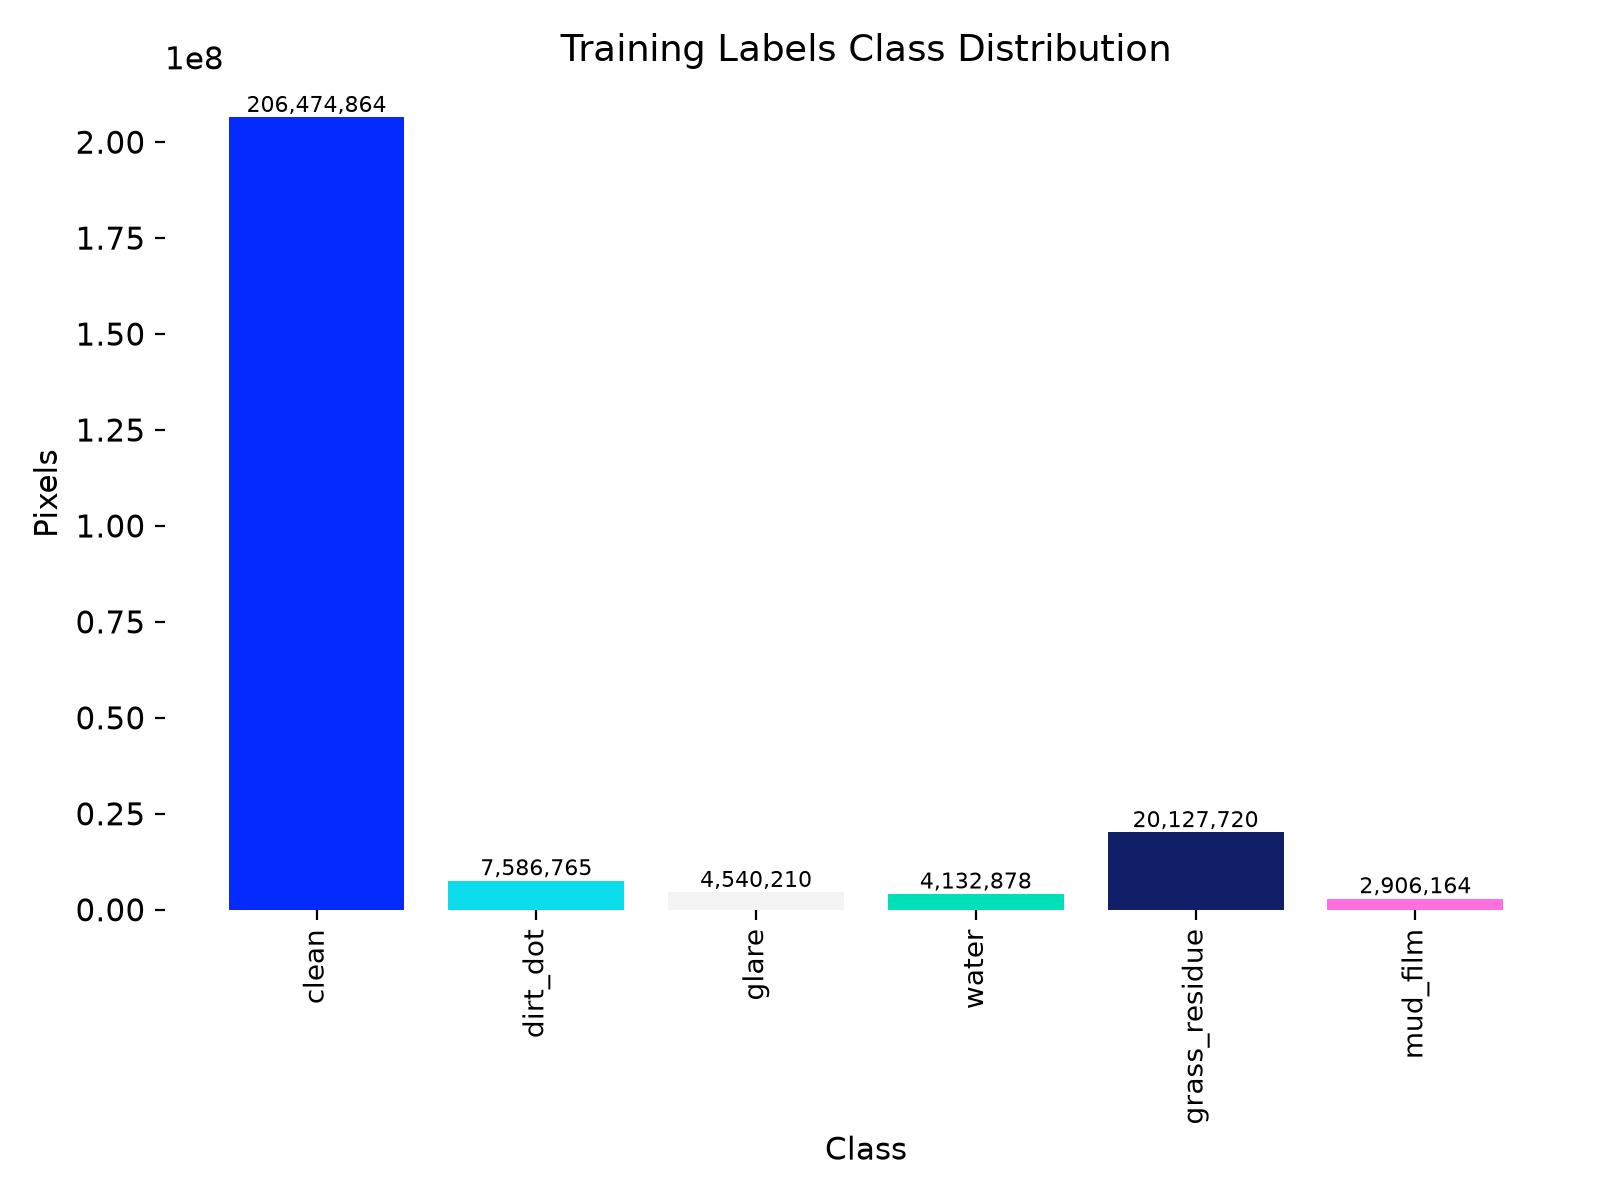 Training Labels Class Distribution
1e8
206,474,864
2.00
1.75
1.50
1.25
1.00
0.75
0.50
0.25
0.00
Pixels
7,586,765
4,540,210
4,132,878
20,127,720
2,906,164
clean
dirt_dot
glare
water
grass_residue
mud_film
Class